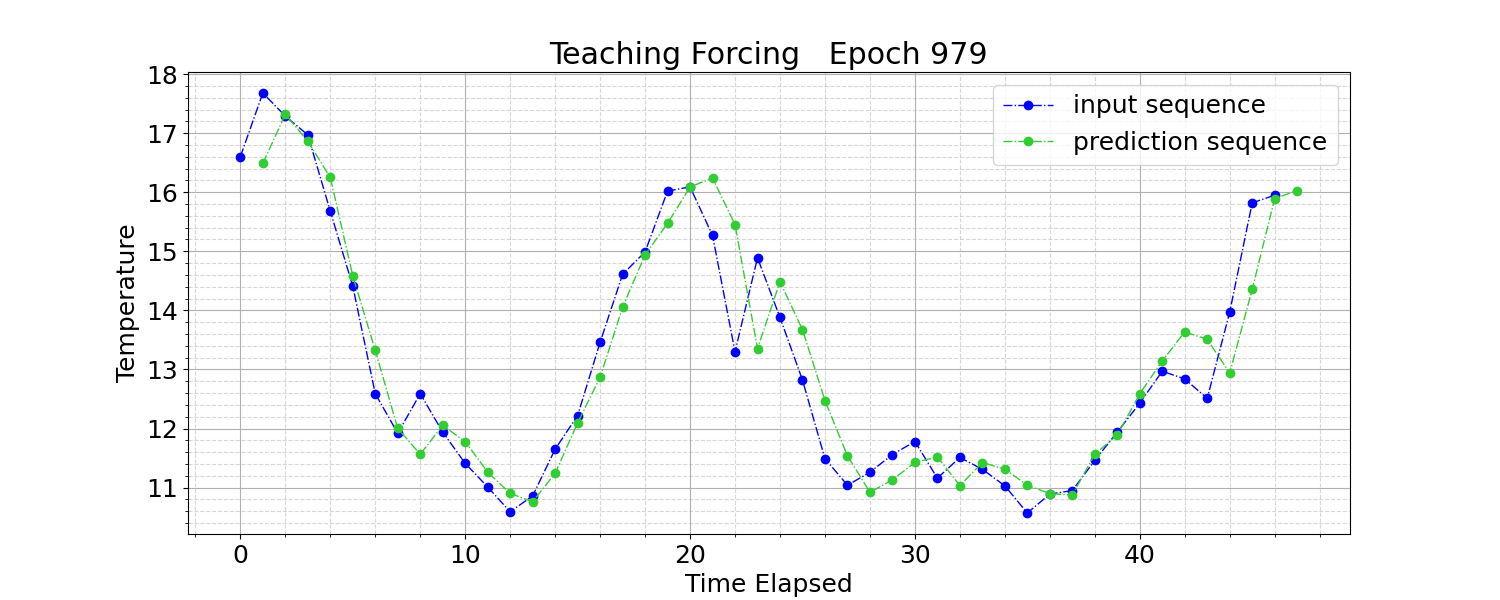 Teaching Forcing   Epoch 979
input sequence
prediction sequence
18
17
16
15
14
13
12
11
Temperature
0 10 20 30 40
Time Elapsed